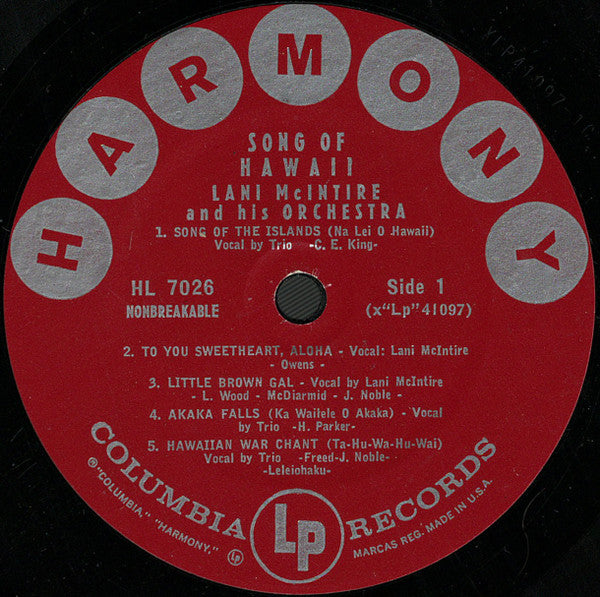 HARMONY
SONG OF
HAWAII
LANI McINTIRE
and his ORCHESTRA
1. SONG OF THE ISLANDS (Na Lei O Hawaii)
Vocal by Trio -C. E. King-
HL 7026
NONBREAKABLE
Side 1
(x"Lp"41097)
2. TO YOU SWEETHEART, ALOHA - Vocal: Lani McIntire
- Owens -
3. LITTLE BROWN GAL - Vocal by Lani McIntire
- L. Wood - McDiarmid - J. Noble -
4. AKAKA FALLS (Ka Wailele O Akaka) - Vocal
by Trio -H. Parker-
5. HAWAIIAN WAR CHANT (Ta-Hu-Wa-Hu-Wai)
Vocal by Trio -Freed-J. Noble-
-Leleiohaku-
COLUMBIA Lp RECORDS
® "COLUMBIA," "HARMONY," Lp
MARCAS REG. MADE IN U.S.A.